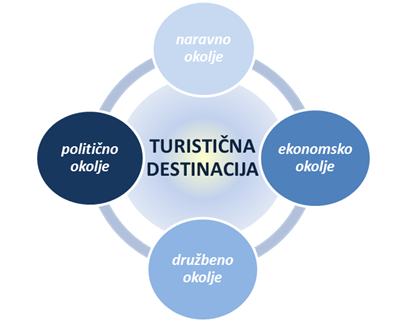 naravno
okolje
politično
okolje
TURISTIČNA
DESTINACIJA
ekonomsko
okolje
družbeno
okolje